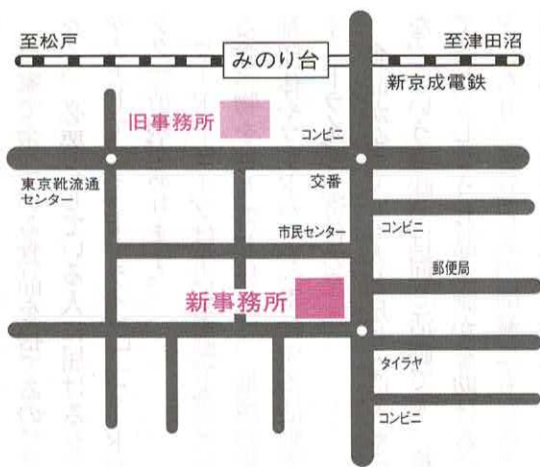 至松戸
みのり台
至津田沼
新京成電鉄
旧事務所
コンビニ
東京靴流通
センター
交番
市民センター
コンビニ
郵便局
新事務所
タイラヤ
コンビニ